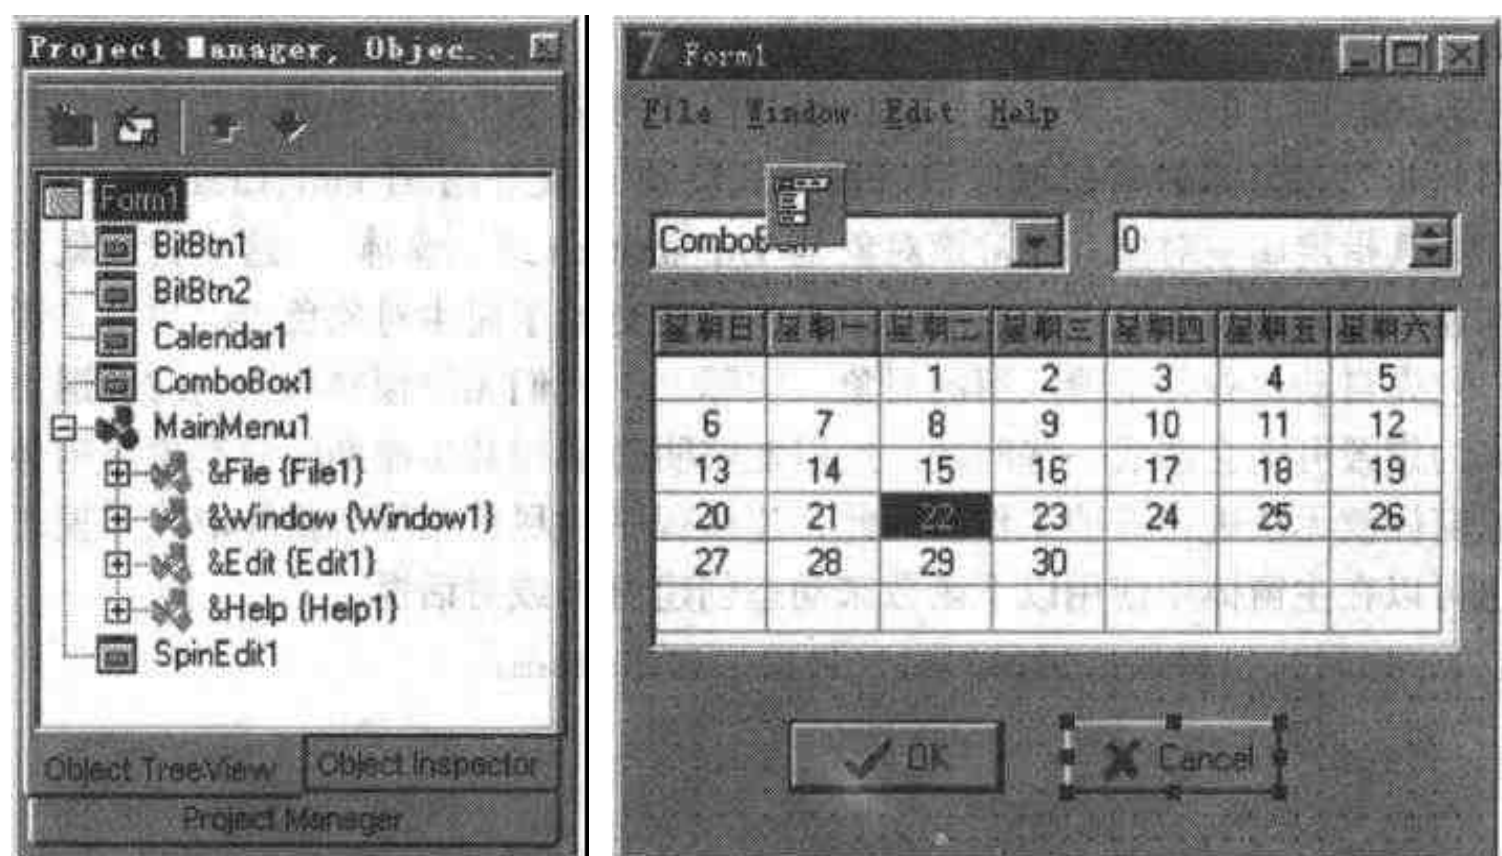 Project Manager, Objec...
Form1
BitBtn1
BitBtn2
Calendar1
ComboBox1
MainMenu1
&File {File1}
&Window {Window1}
&Edit {Edit1}
&Help {Help1}
SpinEdit1
Object TreeView Object Inspector
Project Manager
7 Form1
File Window Edit Help
0
星期日 星期一 星期二 星期三 星期四 星期五 星期六
1 2 3 4 5
6 7 8 9 10 11 12
13 14 15 16 17 18 19
20 21 22 23 24 25 26
27 28 29 30
OK Cancel